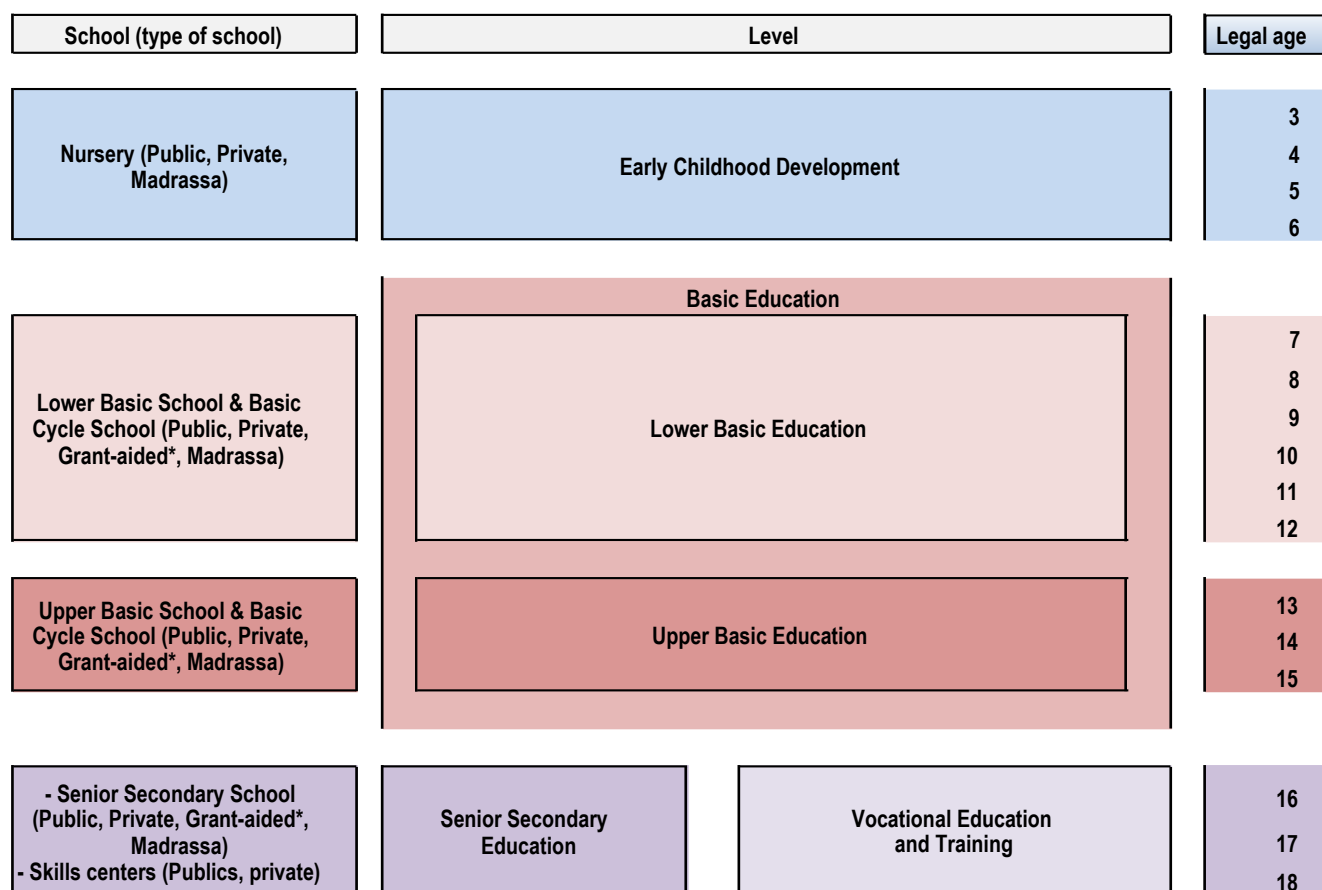 School (type of school)
Level
Legal age
Nursery (Public, Private,
Madrassa)
Early Childhood Development
3
4
5
6
Basic Education
Lower Basic School & Basic
Cycle School (Public, Private,
Grant-aided*, Madrassa)
Lower Basic Education
7
8
9
10
11
12
Upper Basic School & Basic
Cycle School (Public, Private,
Grant-aided*, Madrassa)
Upper Basic Education
13
14
15
- Senior Secondary School
(Public, Private, Grant-aided*,
Madrassa)
- Skills centers (Publics, private)
Senior Secondary
Education
Vocational Education
and Training
16
17
18